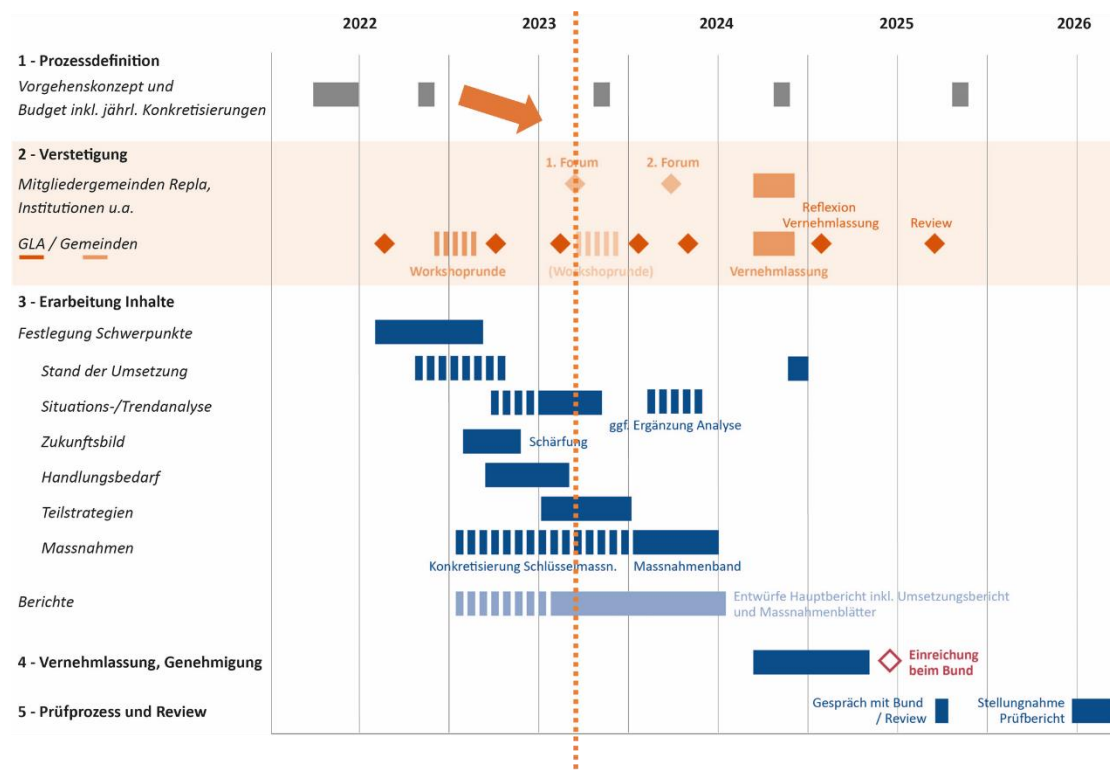 2022 2023 2024 2025 2026
1 - Prozessdefinition
Vorgehenskonzept und
Budget inkl. jährl. Konkretisierungen
2 - Verstetigung
1. Forum 2. Forum
Mitgliedergemeinden Repla,
Institutionen u.a.
Reflexion
Vernehmlassung Review
GLA / Gemeinden
Workshoprunde (Workshoprunde) Vernehmlassung
3 - Erarbeitung Inhalte
Festlegung Schwerpunkte
Stand der Umsetzung
Situations-/Trendanalyse
ggf. Ergänzung Analyse
Zukunftsbild Schärfung
Handlungsbedarf
Teilstrategien
Massnahmen
Konkretisierung Schlüsselmassn. Massnahmenband
Berichte
Entwürfe Hauptbericht inkl. Umsetzungsbericht
und Massnahmenblätter
4 - Vernehmlassung, Genehmigung
Einreichung
beim Bund
5 - Prüfprozess und Review
Gespräch mit Bund
/ Review
Stellungnahme
Prüfbericht